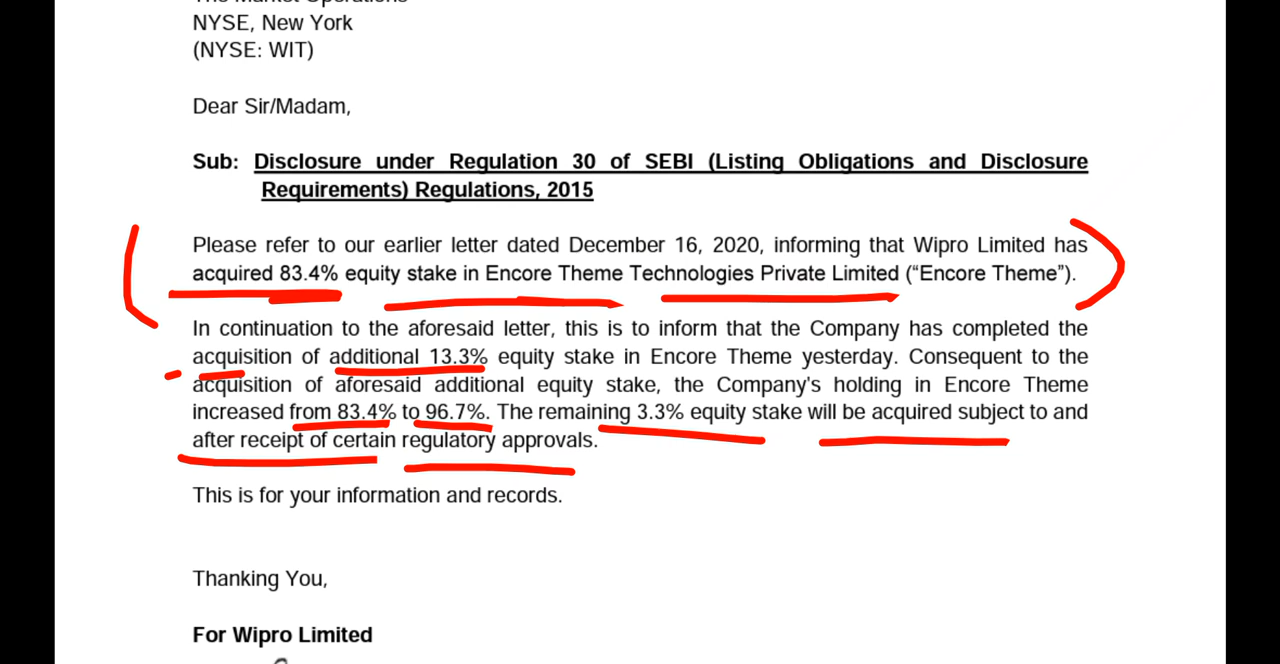 The Market Operations
NYSE, New York
(NYSE: WIT)
Dear Sir/Madam,
Sub: Disclosure under Regulation 30 of SEBI (Listing Obligations and Disclosure
Requirements) Regulations, 2015
Please refer to our earlier letter dated December 16, 2020, informing that Wipro Limited has
acquired 83.4% equity stake in Encore Theme Technologies Private Limited (“Encore Theme”).
In continuation to the aforesaid letter, this is to inform that the Company has completed the
acquisition of additional 13.3% equity stake in Encore Theme yesterday. Consequent to the
acquisition of aforesaid additional equity stake, the Company's holding in Encore Theme
increased from 83.4% to 96.7%. The remaining 3.3% equity stake will be acquired subject to and
after receipt of certain regulatory approvals.
This is for your information and records.
Thanking You,
For Wipro Limited